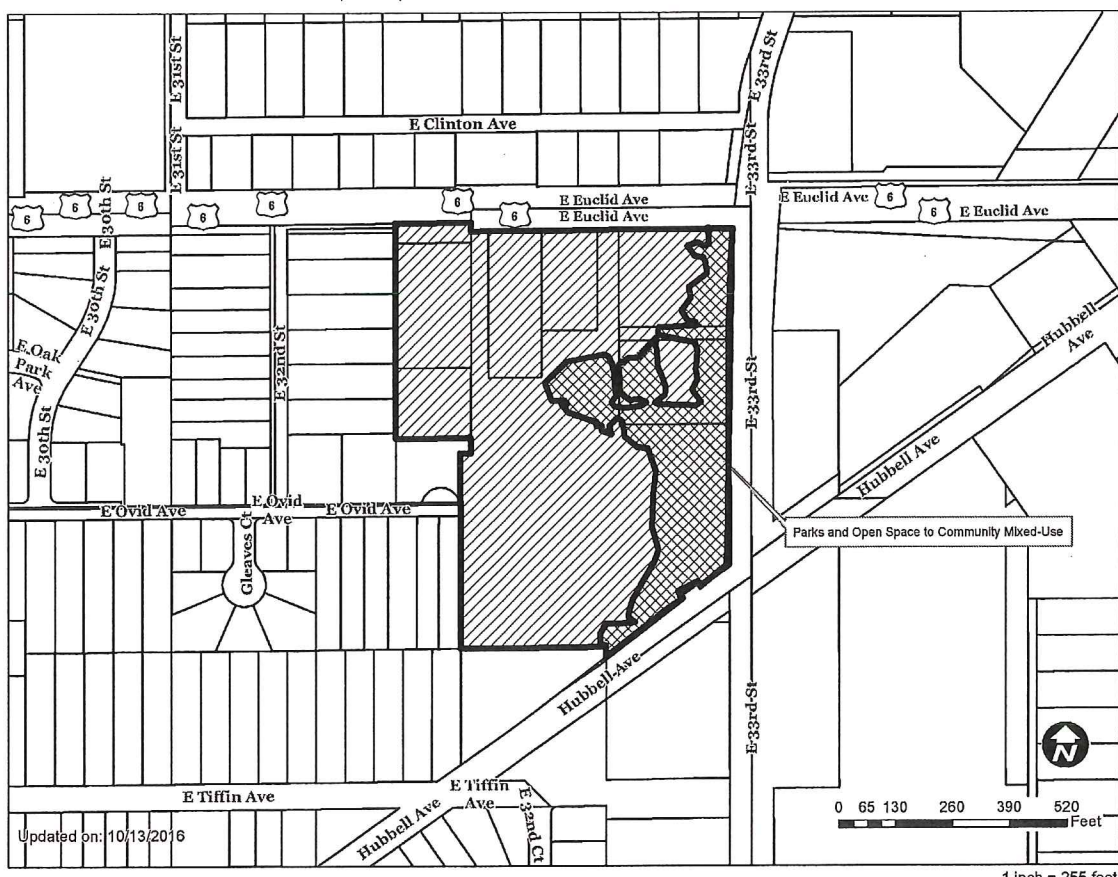 E 31st St
E 33rd St
E Clinton Ave
E 31st St
E 33rd St
E 30th St
6
6
6
6
6
6
6
6
6
E Euclid Ave
E Euclid Ave
E Euclid Ave
E Euclid Ave
E 30th St
E Oak
Park
Ave
E 32nd St
E 33rd St
Hubbell
Ave
E 30th St
Hubbell Ave
E Ovid Ave
E Ovid
Ave
E Ovid Ave
Gleaves Ct
Parks and Open Space to Community Mixed-Use
Hubbell Ave
E 33rd St
N
E Tiffin Ave
E Tiffin
Ave
Hubbell Ave
E 32nd Ct
0 65 130 260 390 520
Feet
Updated on: 10/13/2016
1 inch = 255 feet